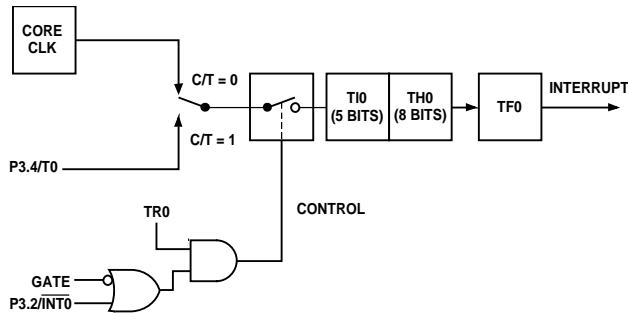 CORE
CLK
C/T = 0
C/T = 1
P3.4/T0
TI0
(5 BITS)
TH0
(8 BITS)
TF0
INTERRUPT
CONTROL
TR0
GATE
P3.2/INT0